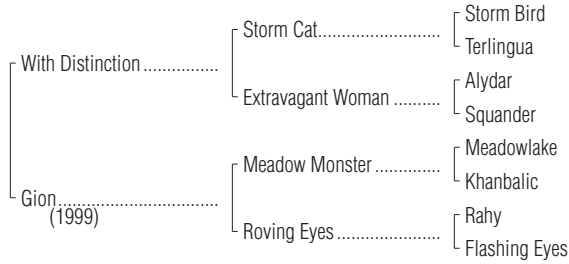 Storm Bird
Storm Cat....................................
Terlingua
With Distinction ......................
Alydar
Extravagant Woman ..............
Squander
Meadowlake
Meadow Monster ...................
Khanbalic
Gion...............................................
(1999)
Rahy
Roving Eyes ..............................
Flashing Eyes